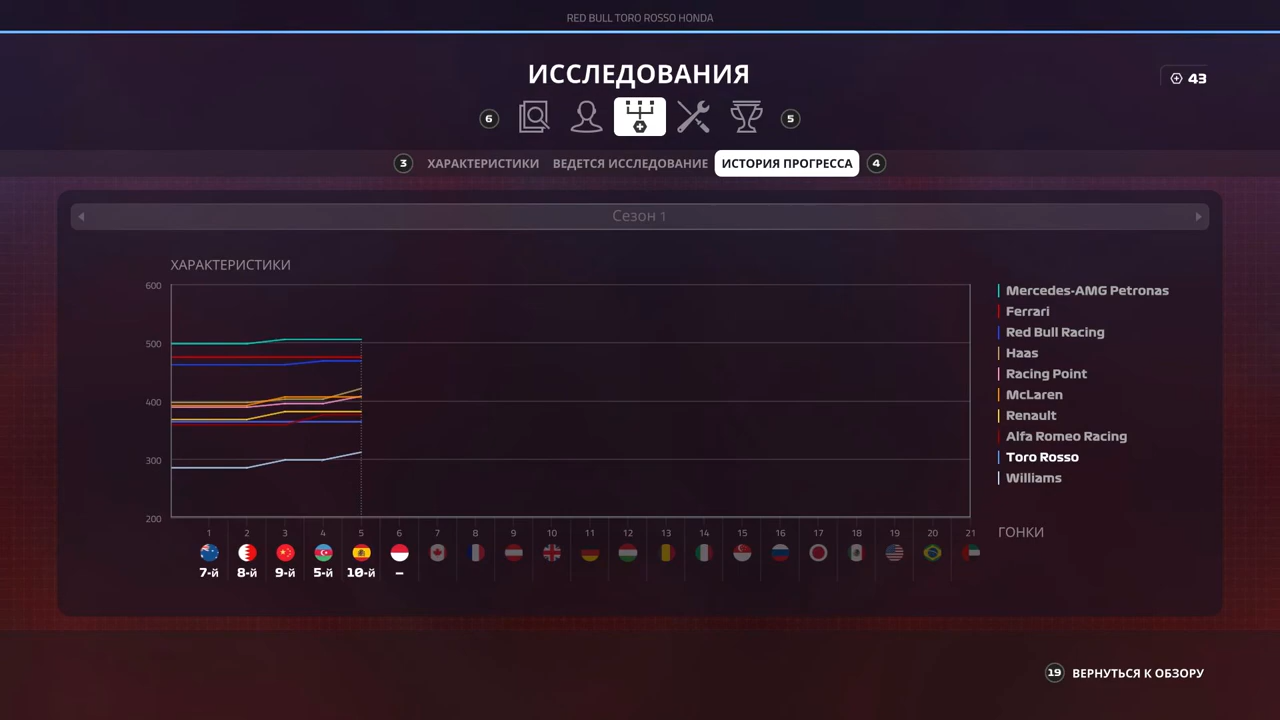 RED BULL TORO ROSSO HONDA
ИССЛЕДОВАНИЯ
43
6
5
3 ХАРАКТЕРИСТИКИ ВЕДЕТСЯ ИССЛЕДОВАНИЕ ИСТОРИЯ ПРОГРЕССА 4
Сезон 1
ХАРАКТЕРИСТИКИ
600
500
400
300
200
Mercedes-AMG Petronas
Ferrari
Red Bull Racing
Haas
Racing Point
McLaren
Renault
Alfa Romeo Racing
Toro Rosso
Williams
1 2 3 4 5 6 7 8 9 10 11 12 13 14 15 16 17 18 19 20 21
ГОНКИ
7-й 8-й 9-й 5-й 10-й –
19 ВЕРНУТЬСЯ К ОБЗОРУ